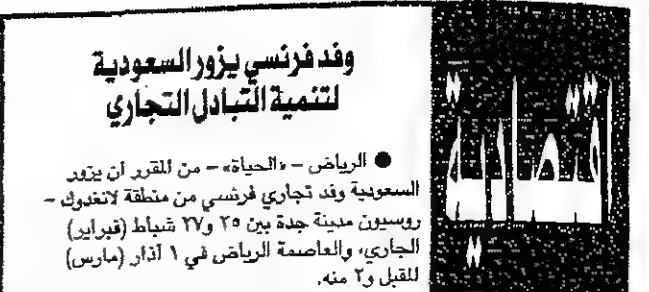 وفد فرنسي يزور السعودية
لتنمية التبادل التجاري
● الرياض – «الحياة» – من المقرر ان يزور
السعودية وفد تجاري فرنسي من منطقة لانغدوك –
روسيون مدينة جدة بين ٢٥ و٢٧ شباط (فبراير)
الجاري، والعاصمة الرياض في ١ آذار (مارس)
المقبل و٢ منه.